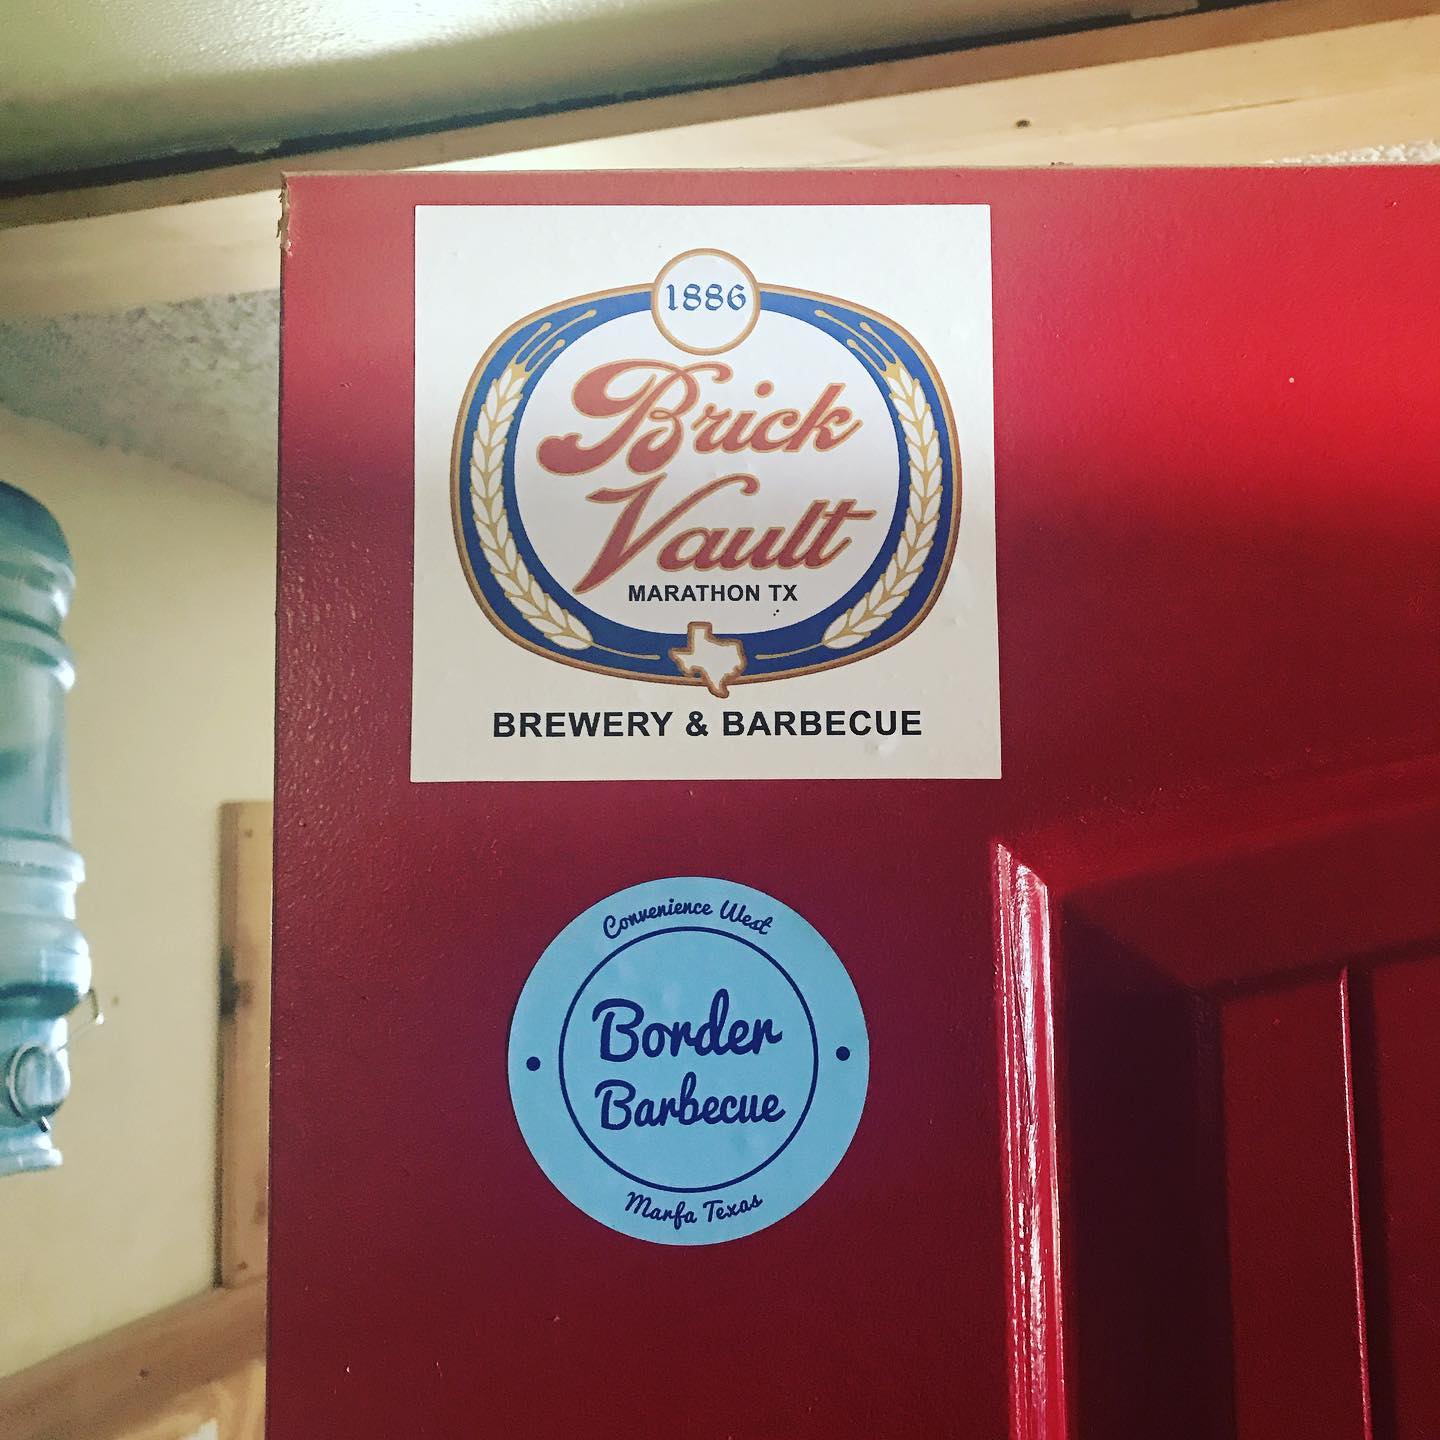 1886
Brick
Vault
MARATHON TX
BREWERY & BARBECUE
Convenience West
Border
Barbecue
Marfa Texas